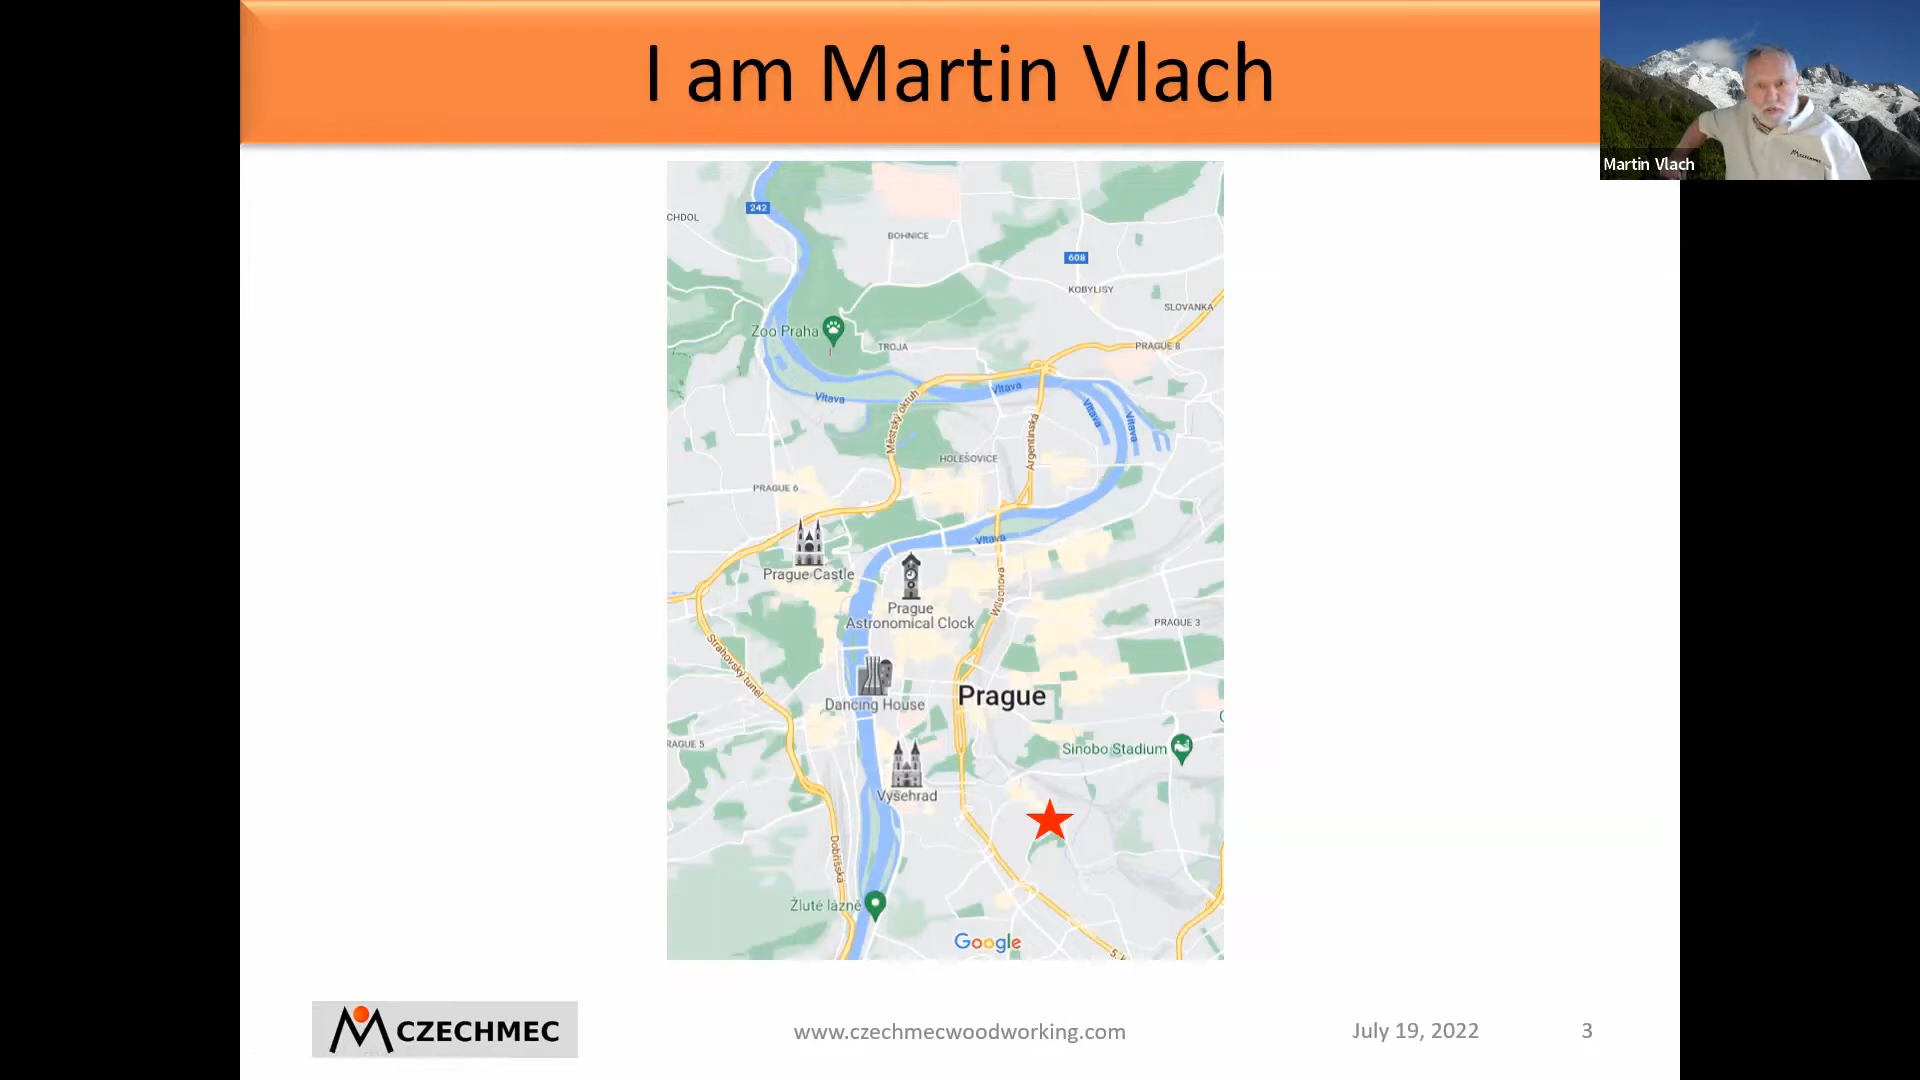 I am Martin Vlach
Martin Vlach
242
CHDOL
BOHNICE
608
KOBYLISY
SLOVANKA
Zoo Praha
TROJA
PRAGUE 8
Vltava
Vltava
Vltava
Vltava
Městský okruh
Argentinská
HOLEŠOVICE
PRAGUE 6
Vltava
Prague Castle
Prague
Astronomical Clock
Wilsonova
PRAGUE 3
Strahovský tunel
Dancing House
Prague
RAGUE 5
Sinobo Stadium
Vyšehrad
Dobříšská
Žluté lázně
Google
CZECHMEC
www.czechmecwoodworking.com
July 19, 2022
3